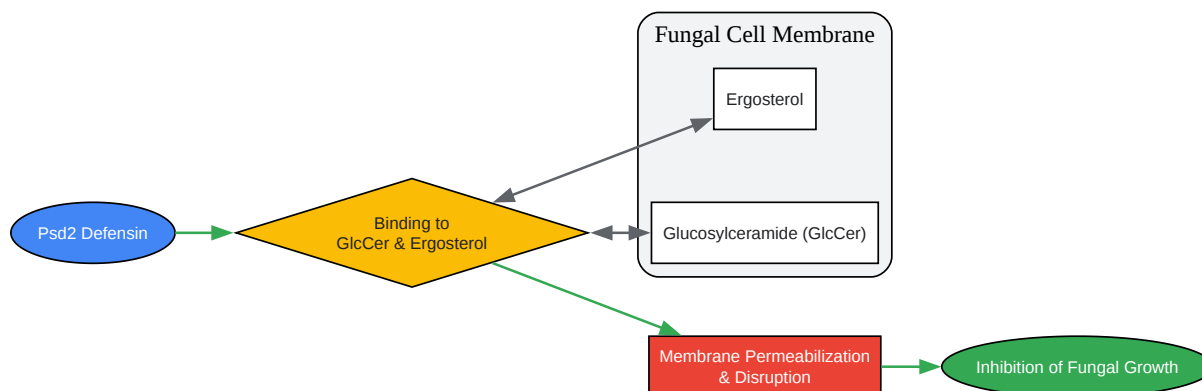 Fungal Cell Membrane
Ergosterol
Psd2 Defensin
Binding to
GlcCer & Ergosterol
Glucosylceramide (GlcCer)
Membrane Permeabilization
& Disruption
Inhibition of Fungal Growth